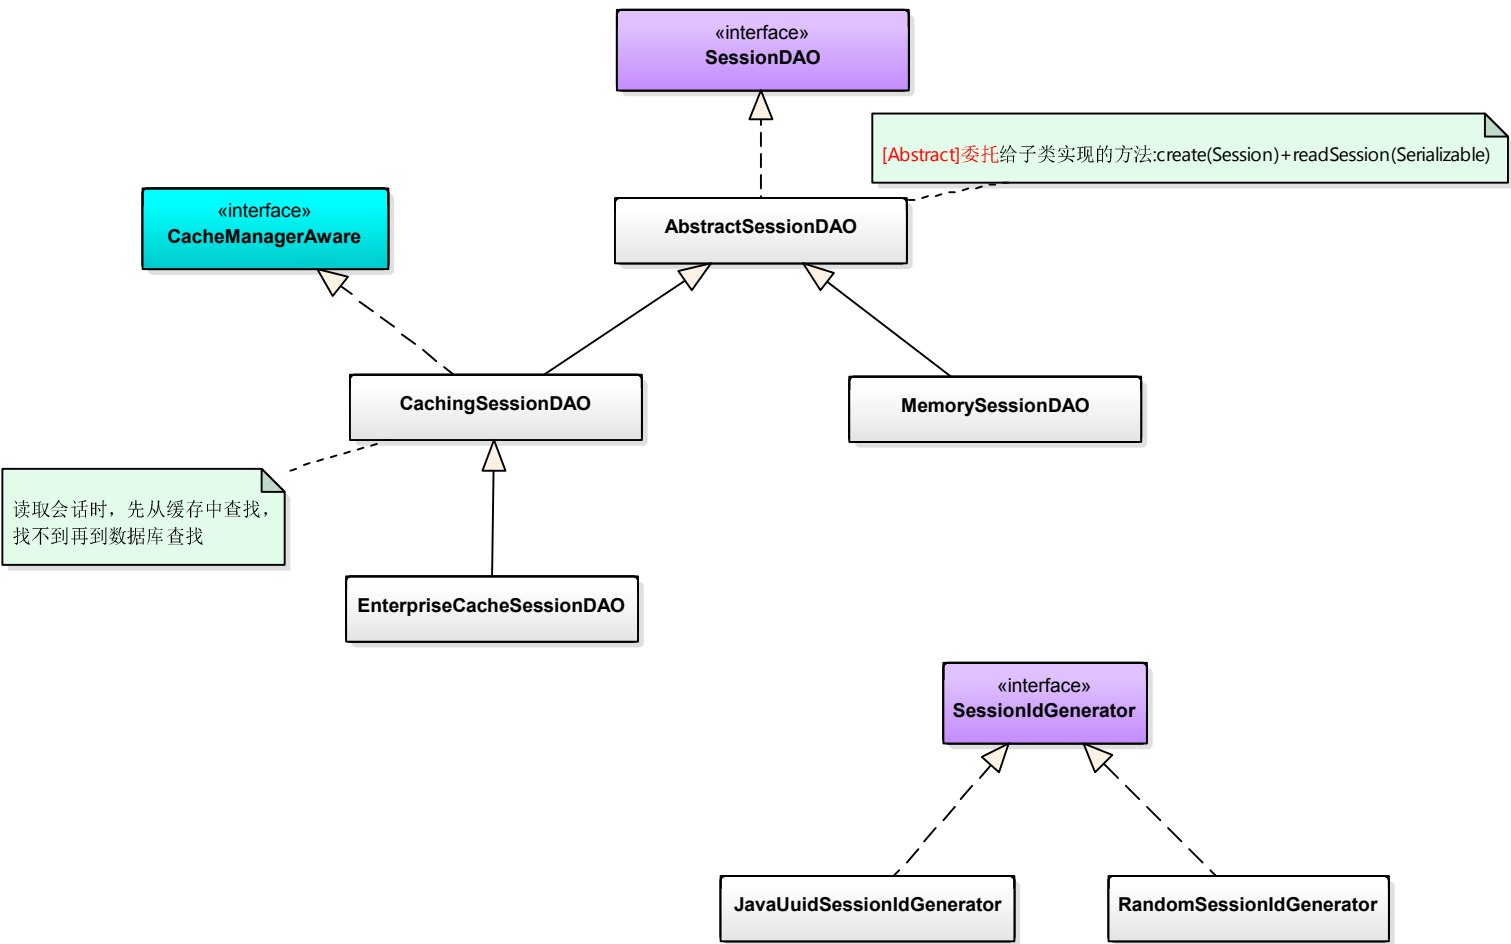 «interface»
SessionDAO
[Abstract]委托给子类实现的方法:create(Session)+readSession(Serializable)
«interface»
CacheManagerAware
AbstractSessionDAO
CachingSessionDAO
MemorySessionDAO
读取会话时，先从缓存中查找，
找不到再到数据库查找
EnterpriseCacheSessionDAO
«interface»
SessionIdGenerator
JavaUuidSessionIdGenerator
RandomSessionIdGenerator